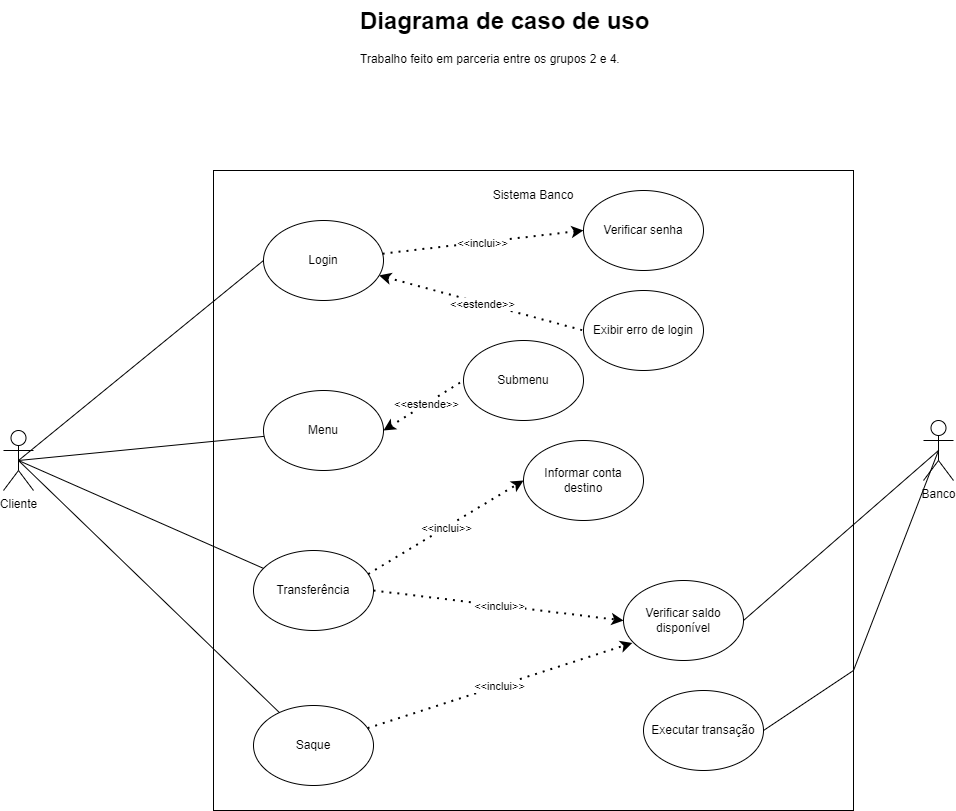 Diagrama de caso de uso
Trabalho feito em parceria entre os grupos 2 e 4.
Sistema Banco
Verificar senha
Login
<<inclui>>
<<estende>>
Exibir erro de login
Submenu
<<estende>>
Menu
Informar conta
destino
Cliente
Banco
<<inclui>>
Transferência
<<inclui>>
Verificar saldo
disponível
<<inclui>>
Executar transação
Saque